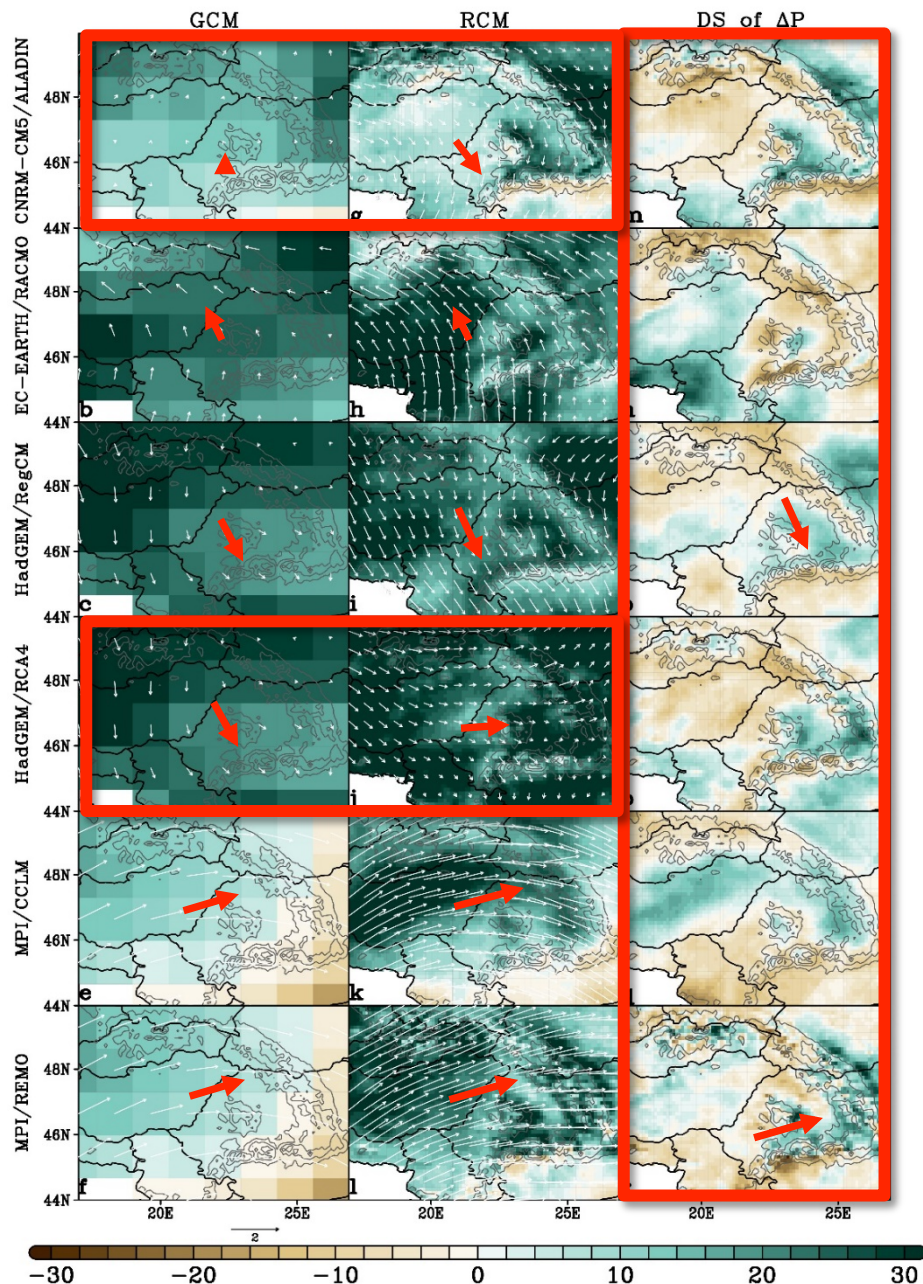 GCM RCM DS of ΔP
CNRM-CM5/ALADIN
48N
46N
44N
g
m
EC-EARTH/RACMO
48N
46N
44N
b
h
HadGEM/RegCM
48N
46N
44N
c
i
HadGEM/RCA4
48N
46N
44N
j
MPI/CCLM
48N
46N
44N
e
k
MPI/REMO
48N
46N
44N
f
l
20E 25E 20E 25E 20E 25E
2
−30 −20 −10 0 10 20 30